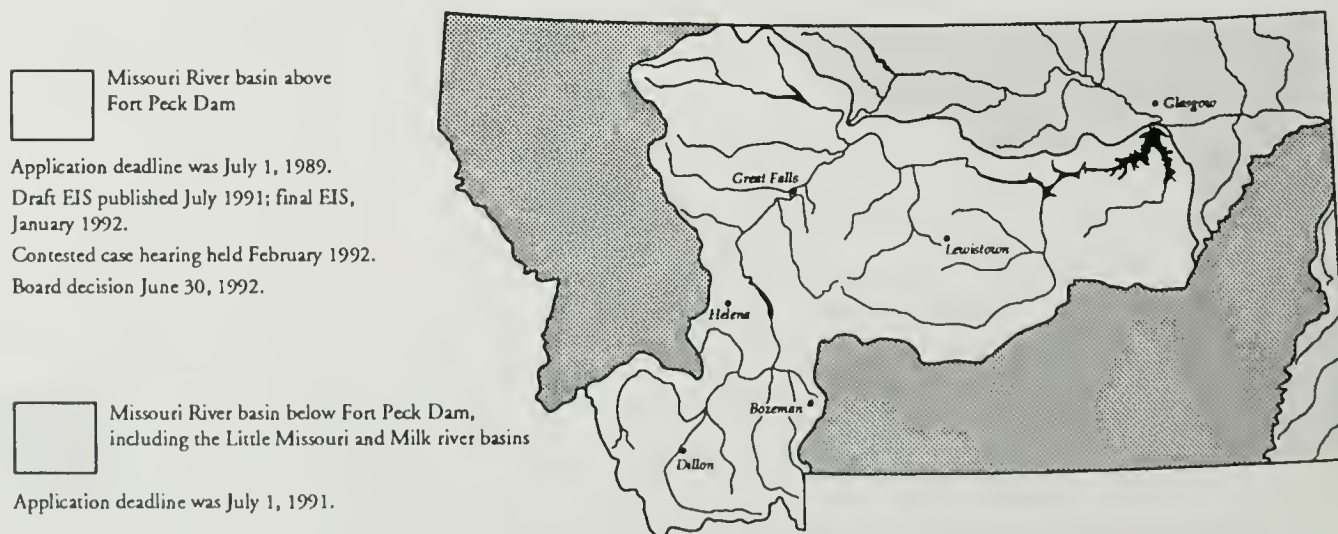 Missouri River basin above
Fort Peck Dam
Application deadline was July 1, 1989.
Draft EIS published July 1991; final EIS,
January 1992.
Contested case hearing held February 1992.
Board decision June 30, 1992.
Missouri River basin below Fort Peck Dam,
including the Little Missouri and Milk river basins
Application deadline was July 1, 1991.
Glasgow
Great Falls
Lewistown
Helena
Bozeman
Dillon